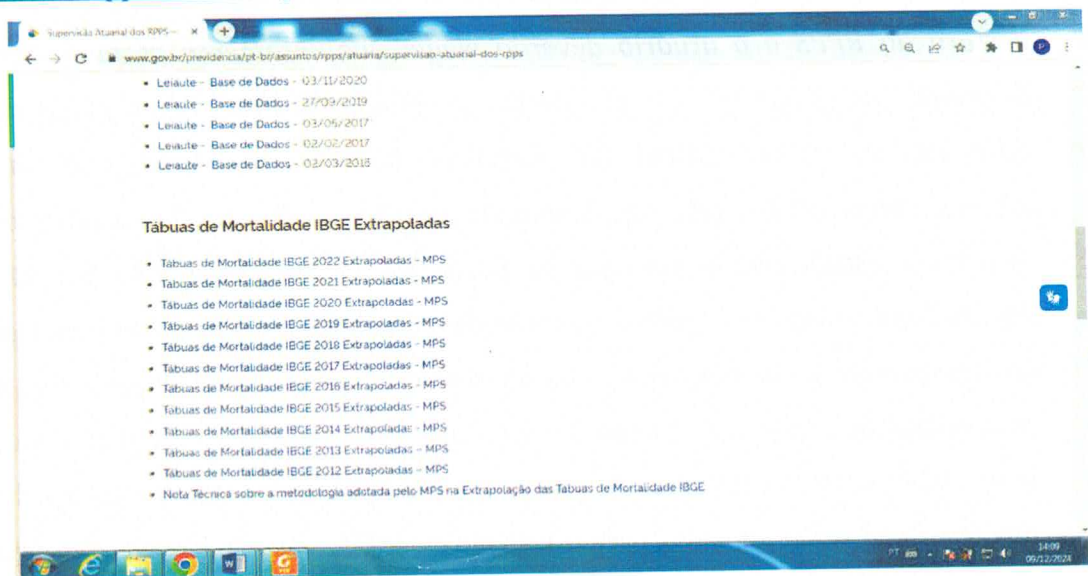 Supervisão Atuarial dos RPPS —
www.gov.br/previdencia/pt-br/assuntos/rpps/atuaria/supervisao-atuarial-dos-rpps
• Leiaute - Base de Dados - 03/11/2020
• Leiaute - Base de Dados - 27/09/2019
• Leiaute - Base de Dados - 03/05/2017
• Leiaute - Base de Dados - 02/02/2017
• Leiaute - Base de Dados - 02/03/2016
Tábuas de Mortalidade IBGE Extrapoladas
• Tábuas de Mortalidade IBGE 2022 Extrapoladas - MPS
• Tábuas de Mortalidade IBGE 2021 Extrapoladas - MPS
• Tábuas de Mortalidade IBGE 2020 Extrapoladas - MPS
• Tábuas de Mortalidade IBGE 2019 Extrapoladas - MPS
• Tábuas de Mortalidade IBGE 2018 Extrapoladas - MPS
• Tábuas de Mortalidade IBGE 2017 Extrapoladas - MPS
• Tábuas de Mortalidade IBGE 2016 Extrapoladas - MPS
• Tábuas de Mortalidade IBGE 2015 Extrapoladas - MPS
• Tábuas de Mortalidade IBGE 2014 Extrapoladas - MPS
• Tábuas de Mortalidade IBGE 2013 Extrapoladas – MPS
• Tábuas de Mortalidade IBGE 2012 Extrapoladas – MPS
• Nota Técnica sobre a metodologia adotada pelo MPS na Extrapolação das Tábuas de Mortalidade IBGE
PT
14:09
09/12/2024